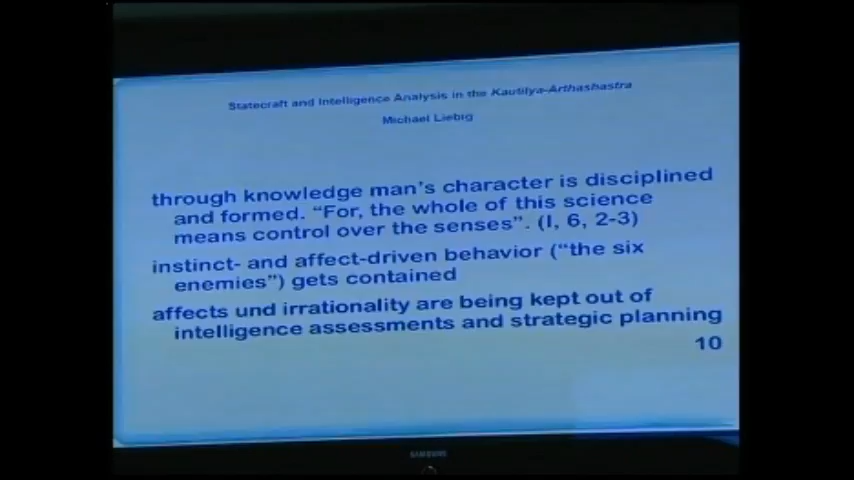 Statecraft and Intelligence Analysis in the Kautilya-Arthashastra
Michael Liebig
through knowledge man's character is disciplined
and formed. "For, the whole of this science
means control over the senses". (I, 6, 2-3)
instinct- and affect-driven behavior ("the six
enemies") gets contained
affects und irrationality are being kept out of
intelligence assessments and strategic planning
10
SAMSUNG